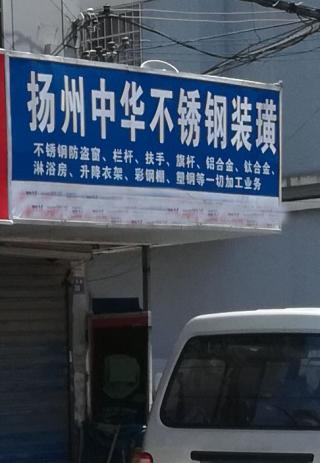 扬州中华不锈钢装璜
不锈钢防盗窗、栏杆、扶手、旗杆、铝合金、钛合金、
淋浴房、升降衣架、彩钢棚、塑钢等一切加工业务